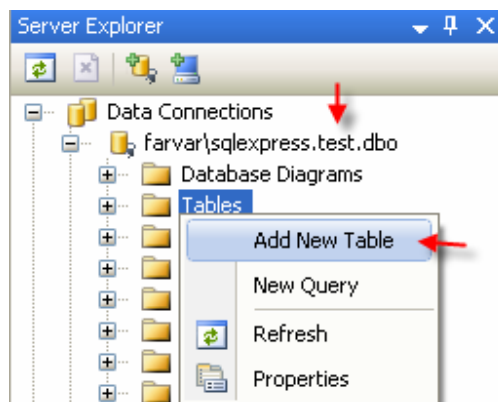 Server Explorer
Data Connections
farvar\sqlexpress.test.dbo
Database Diagrams
Tables
Add New Table
New Query
Refresh
Properties